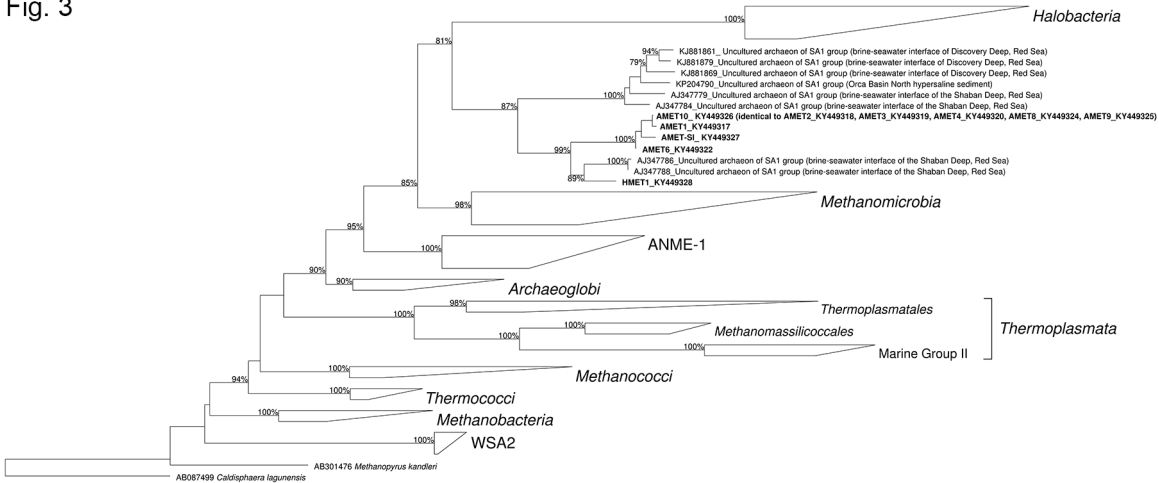 Fig. 3
100%
Halobacteria
81%
94%
KJ881861_ Uncultured archaeon of SA1 group (brine-seawater interface of Discovery Deep, Red Sea)
KJ881879_Uncultured archaeon of SA1 group (brine-seawater interface of Discovery Deep, Red Sea)
79%
KJ881869_Uncultured archaeon of SA1 group (brine-seawater interface of Discovery Deep, Red Sea)
KP204790_Uncultured archaeon of SA1 group (Orca Basin North hypersaline sediment)
100%
AJ347779_Uncultured archaeon of SA1 group (brine-seawater interface of the Shaban Deep, Red Sea)
87%
AJ347784_Uncultured archaeon of SA1 group (brine-seawater interface of the Shaban Deep, Red Sea)
AMET10_ KY449326 (identical to AMET2_KY449318, AMET3_KY449319, AMET4_KY449320, AMET8_KY449324, AMET9_KY449325)
AMET1_KY449317
100%
AMET-SI_ KY449327
99%
AMET6_KY449322
100%
AJ347786_Uncultured archaeon of SA1 group (brine-seawater interface of the Shaban Deep, Red Sea)
AJ347788_Uncultured archaeon of SA1 group (brine-seawater interface of the Shaban Deep, Red Sea)
89%
HMET1_KY449328
85%
98%
Methanomicrobia
95%
100%
ANME-1
90%
90%
Archaeoglobi
98%
Thermoplasmatales
100%
100%
Methanomassilicoccales
Thermoplasmata
100%
100%
Marine Group II
100%
Methanococci
94%
100%
Thermococci
100%
Methanobacteria
100%
WSA2
AB301476 Methanopyrus kandleri
AB087499 Caldisphaera lagunensis